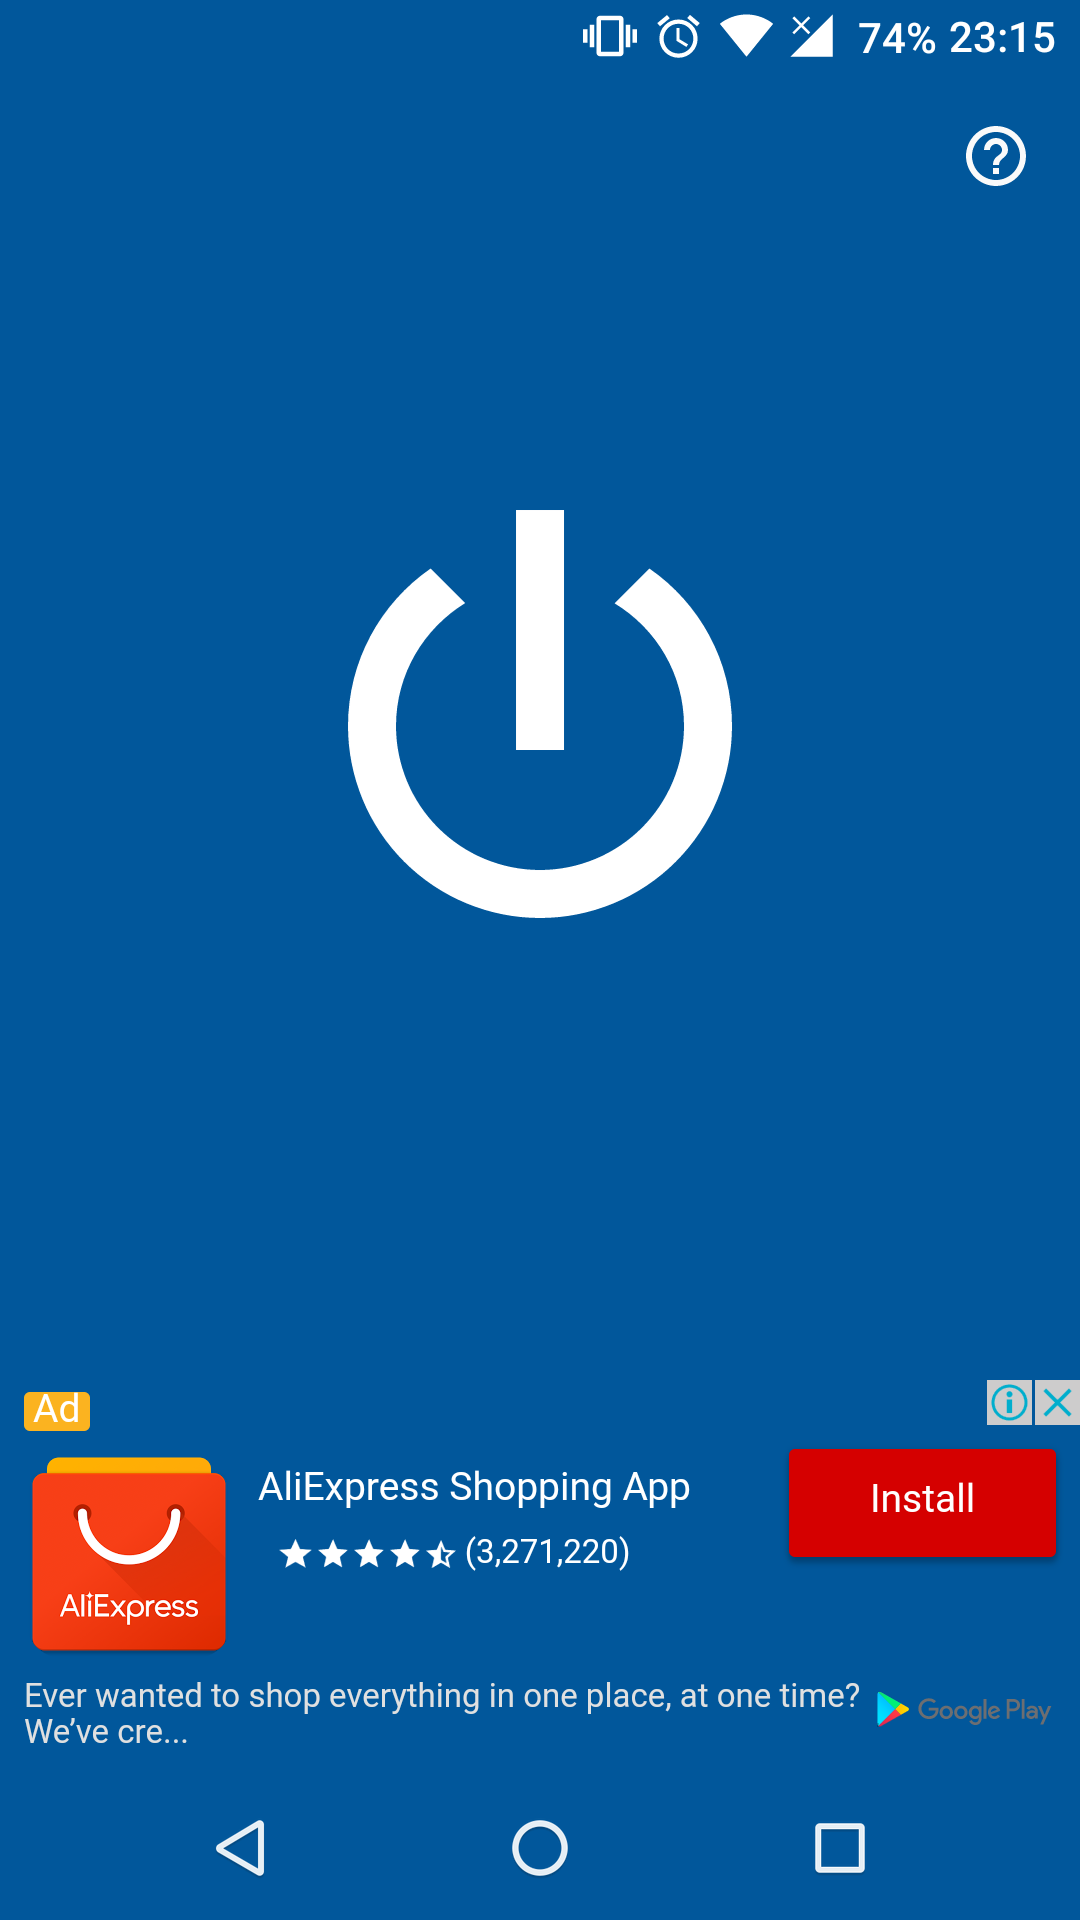 74% 23:15
Ad
AliExpress Shopping App
Install
(3,271,220)
AliExpress
Ever wanted to shop everything in one place, at one time?
We’ve cre...
Google Play